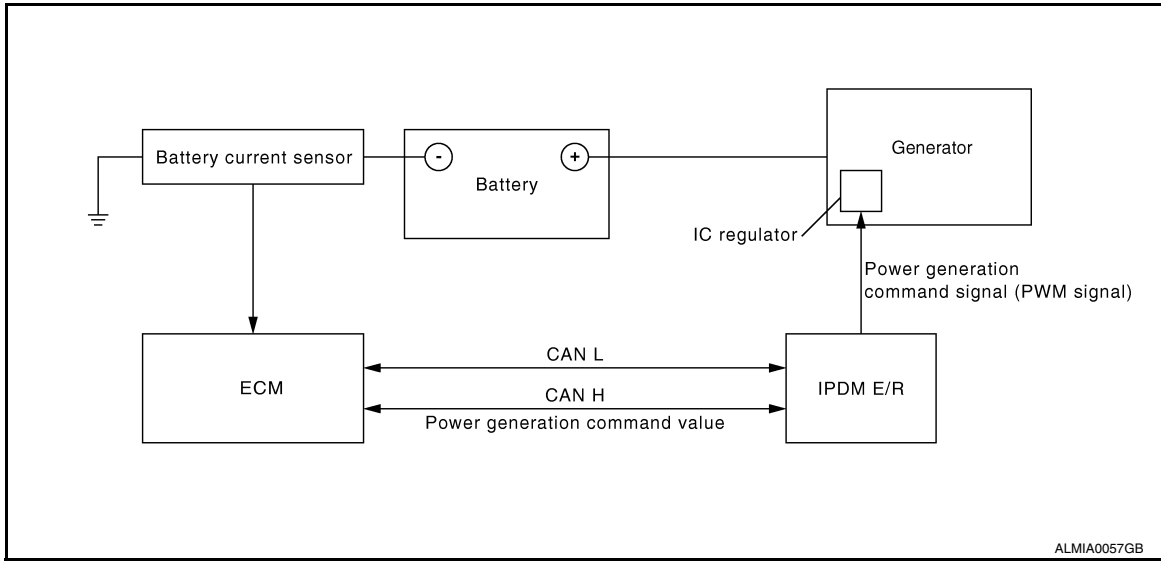 Battery current sensor
-
+
Battery
Generator
IC regulator
Power generation
command signal (PWM signal)
ECM
CAN L
CAN H
Power generation command value
IPDM E/R
ALMIA0057GB